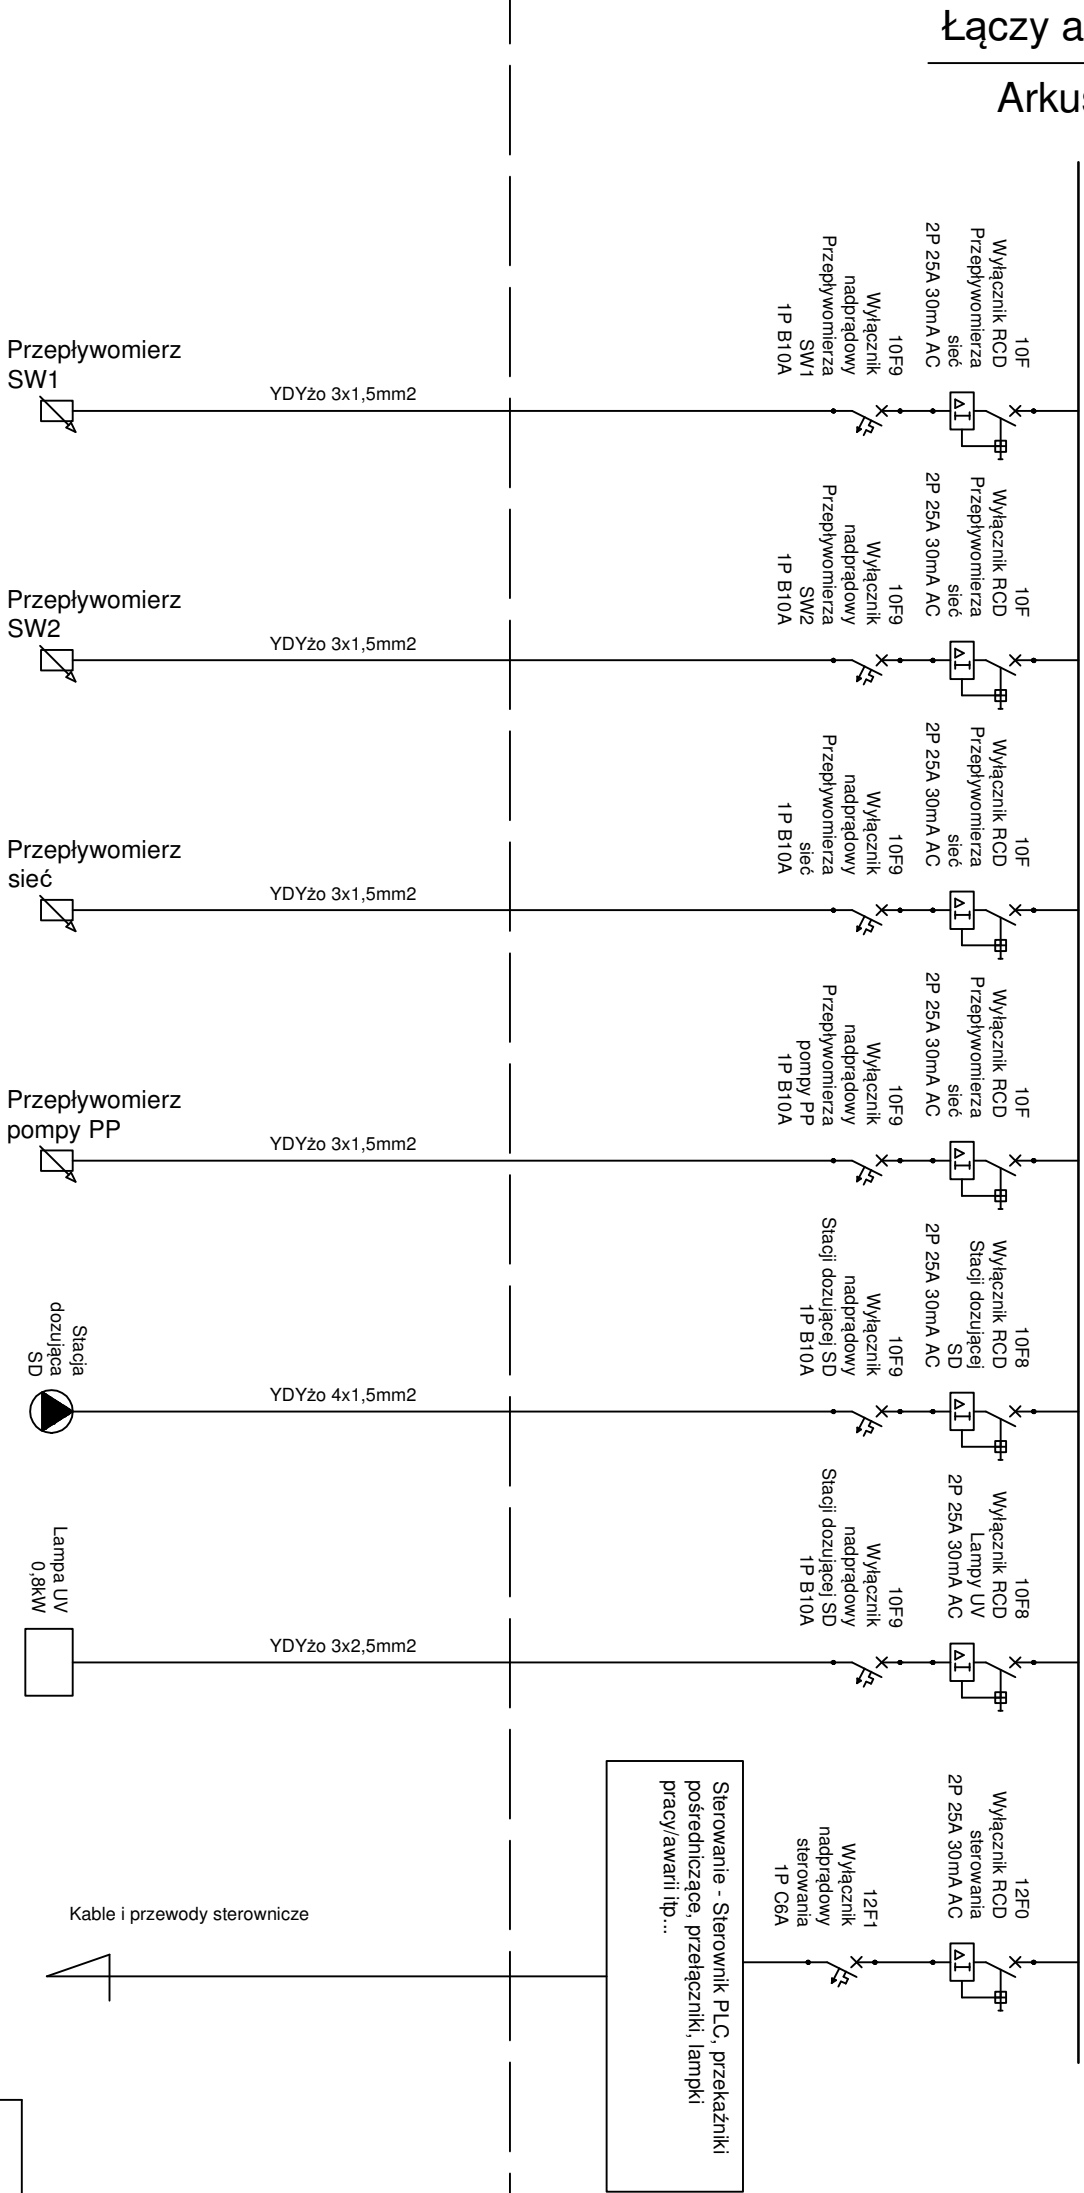 Łączy a
Arkus
10F
Wyłącznik RCD
Przepływomierza
sieć
2P 25A 30mA AC
10F9
Wyłącznik
nadprądowy
Przepływomierza
SW1
1P B10A
Przepływomierz
SW1
YDYżo 3x1,5mm2
10F
Wyłącznik RCD
Przepływomierza
sieć
2P 25A 30mA AC
10F9
Wyłącznik
nadprądowy
Przepływomierza
SW2
1P B10A
Przepływomierz
SW2
YDYżo 3x1,5mm2
10F
Wyłącznik RCD
Przepływomierza
sieć
2P 25A 30mA AC
10F9
Wyłącznik
nadprądowy
Przepływomierza
sieć
1P B10A
Przepływomierz
sieć
YDYżo 3x1,5mm2
10F
Wyłącznik RCD
Przepływomierza
sieć
2P 25A 30mA AC
10F9
Wyłącznik
nadprądowy
Przepływomierza
pompy PP
1P B10A
Przepływomierz
pompy PP
YDYżo 3x1,5mm2
10F8
Wyłącznik RCD
Stacji dozującej
SD
2P 25A 30mA AC
10F9
Wyłącznik
nadprądowy
Stacji dozującej SD
1P B10A
Stacja
dozująca
SD
YDYżo 4x1,5mm2
10F8
Wyłącznik RCD
Lampy UV
2P 25A 30mA AC
10F9
Wyłącznik
nadprądowy
Stacji dozującej SD
1P B10A
Lampa UV
0,8kW
YDYżo 3x2,5mm2
12F0
Wyłącznik RCD
sterowania
2P 25A 30mA AC
12F1
Wyłącznik
nadprądowy
sterowania
1P C6A
Sterowanie - Sterownik PLC, przekaźniki
pośredniczące, przełączniki, lampki
pracy/awarii itp...
Kable i przewody sterownicze